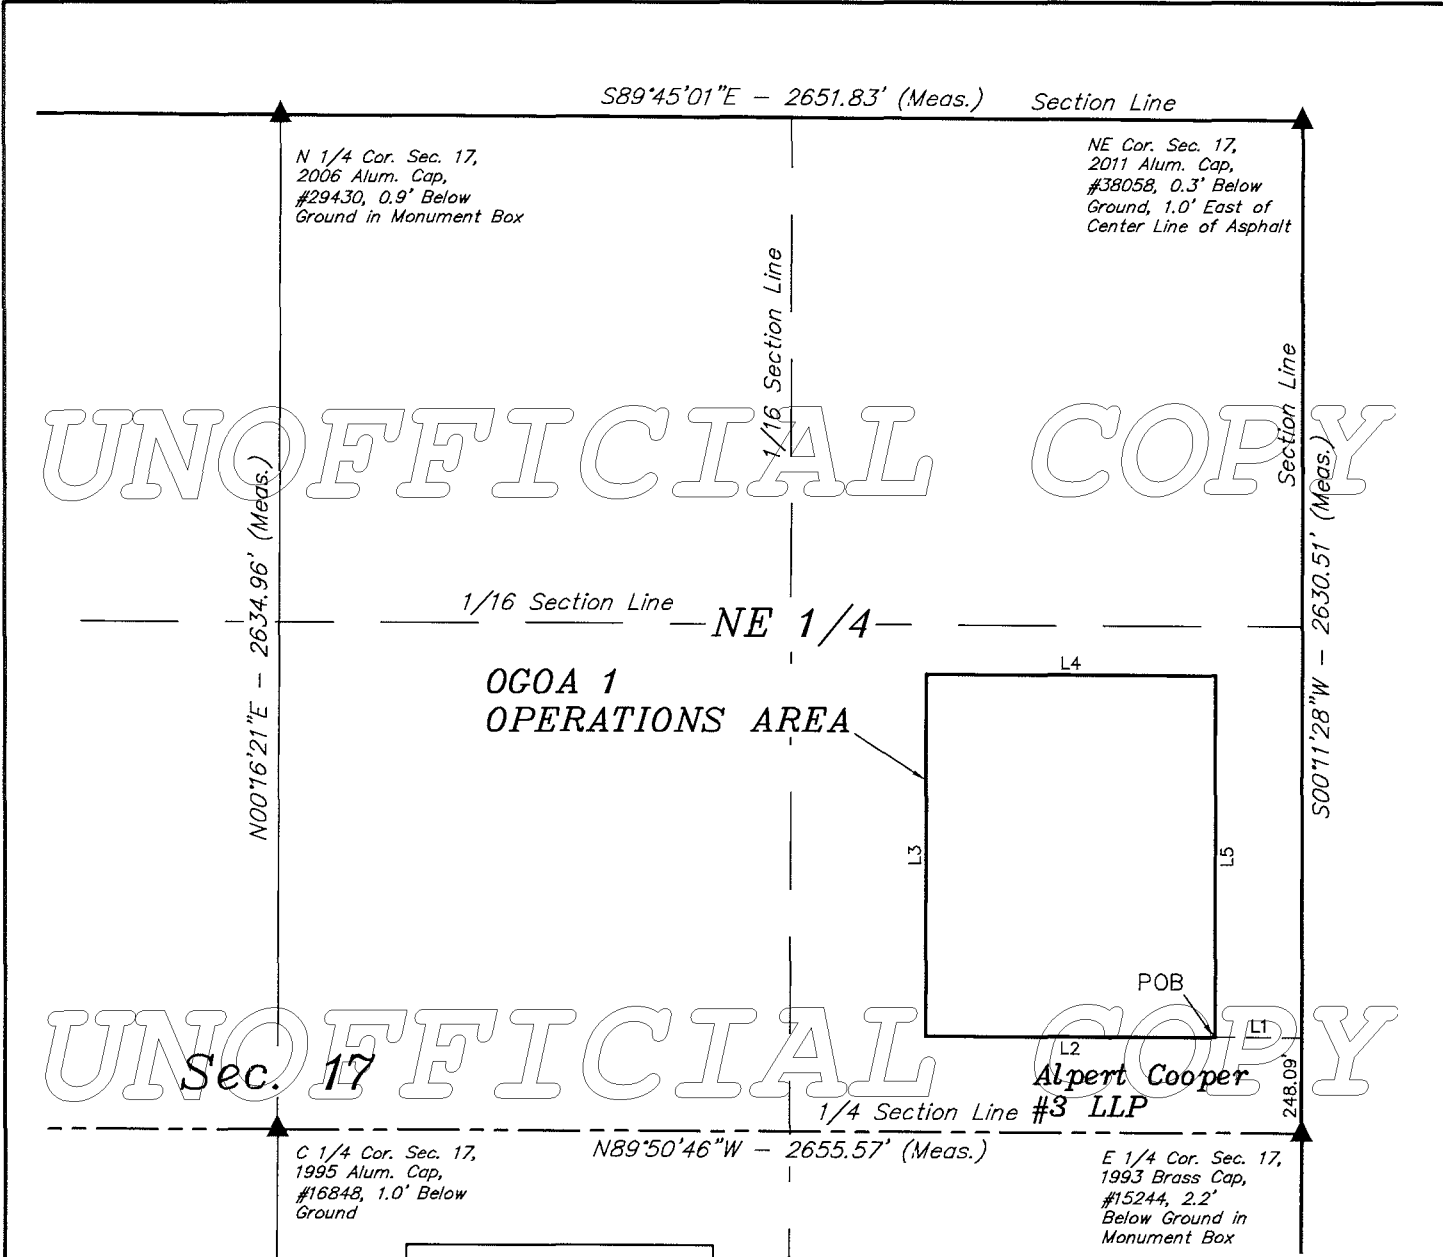 S89°45'01"E - 2651.83' (Meas.) Section Line
N 1/4 Cor. Sec. 17,
2006 Alum. Cap,
#29430, 0.9' Below
Ground in Monument Box
NE Cor. Sec. 17,
2011 Alum. Cap,
#38058, 0.3' Below
Ground, 1.0' East of
Center Line of Asphalt
1/16 Section Line
Section Line
UNOFFICIAL COPY
N00°16'21"E - 2634.96' (Meas.)
S00°11'28"W - 2630.51' (Meas.)
1/16 Section Line
NE 1/4
OGOA 1
OPERATIONS AREA
L4
L3
L5
POB
L1
L2
UNOFFICIAL COPY
Sec. 17
Alpert Cooper
#3 LLP
248.09'
1/4 Section Line
N89°50'46"W - 2655.57' (Meas.)
C 1/4 Cor. Sec. 17,
1995 Alum. Cap,
#16848, 1.0' Below
Ground
E 1/4 Cor. Sec. 17,
1993 Brass Cap,
#15244, 2.2'
Below Ground in
Monument Box